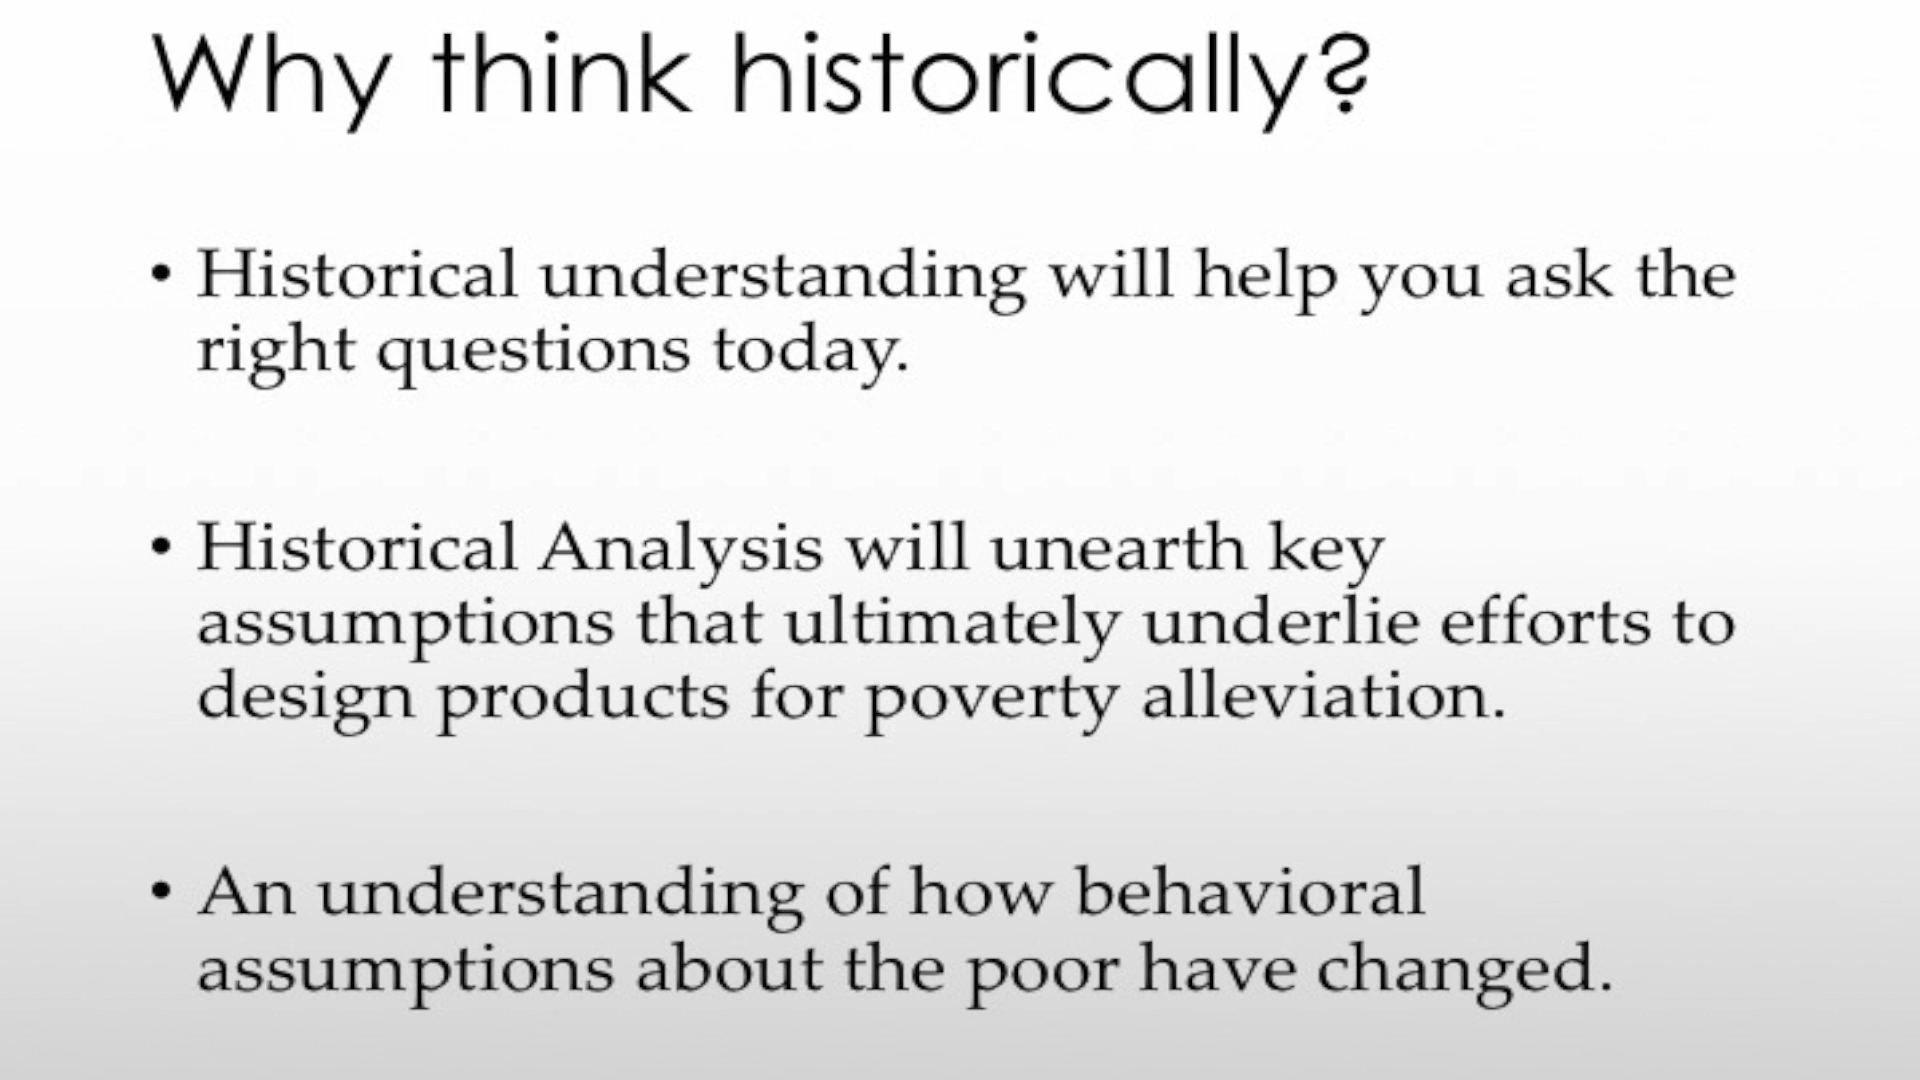 Why think historically?
• Historical understanding will help you ask the
right questions today.
• Historical Analysis will unearth key
assumptions that ultimately underlie efforts to
design products for poverty alleviation.
• An understanding of how behavioral
assumptions about the poor have changed.